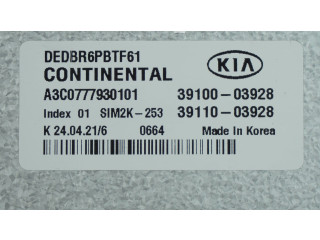 DEDBR6PBTF61
CONTINENTAL
KIA
A3C0777930101 39100-03928
Index 01 SIM2K-253 39110-03928
K 24.04.21/6 0664 Made In Korea